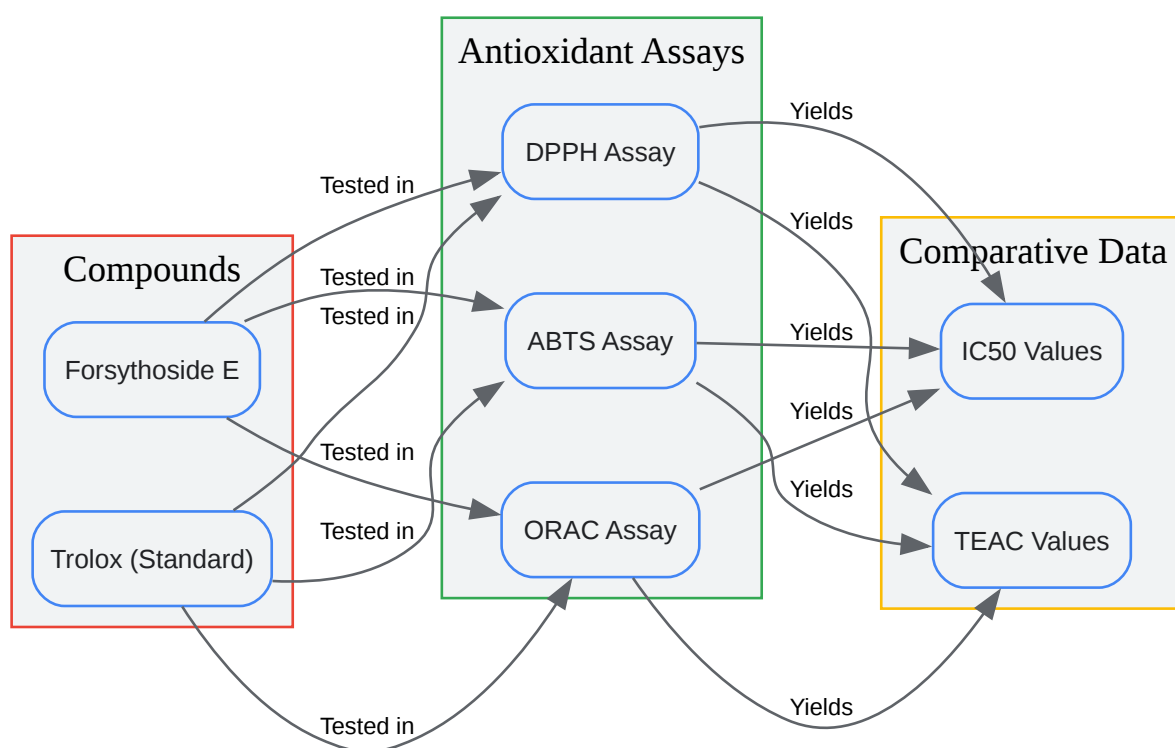 Antioxidant Assays
Yields
DPPH Assay
Tested in
Yields
Comparative Data
Compounds
Tested in
Tested in
ABTS Assay
Yields
IC50 Values
Forsythoside E
Yields
Tested in
Yields
Tested in
ORAC Assay
TEAC Values
Trolox (Standard)
Yields
Tested in